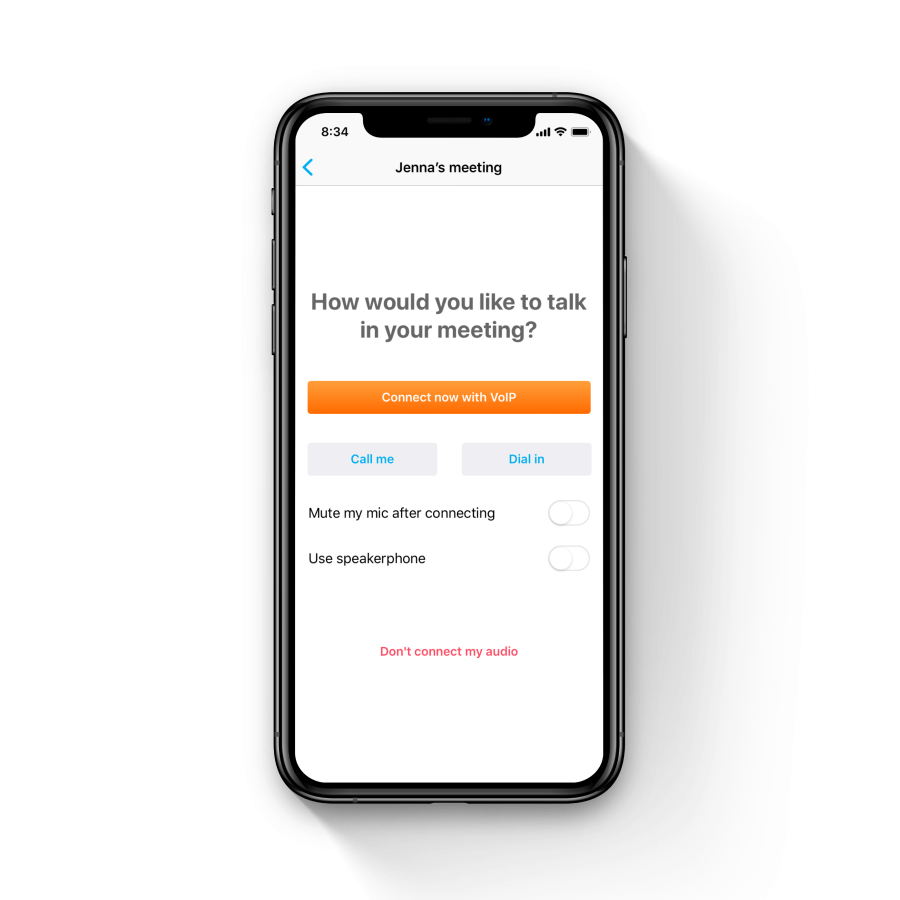 8:34
Jenna’s meeting
How would you like to talk
in your meeting?
Connect now with VoIP
Call me
Dial in
Mute my mic after connecting
Use speakerphone
Don't connect my audio